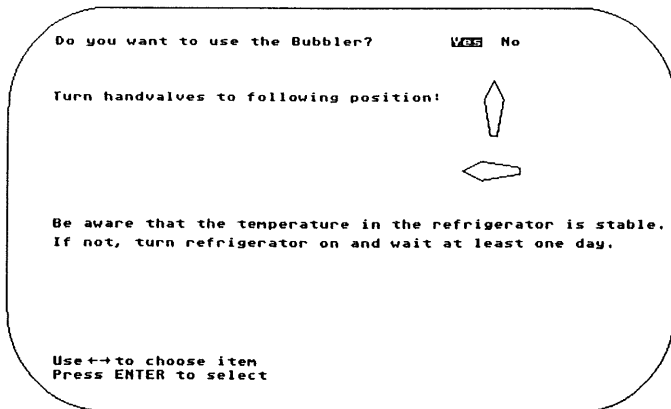 Do you want to use the Bubbler? Yes No
Turn handvalves to following position:
Be aware that the temperature in the refrigerator is stable.
If not, turn refrigerator on and wait at least one day.
Use ←→ to choose item
Press ENTER to select